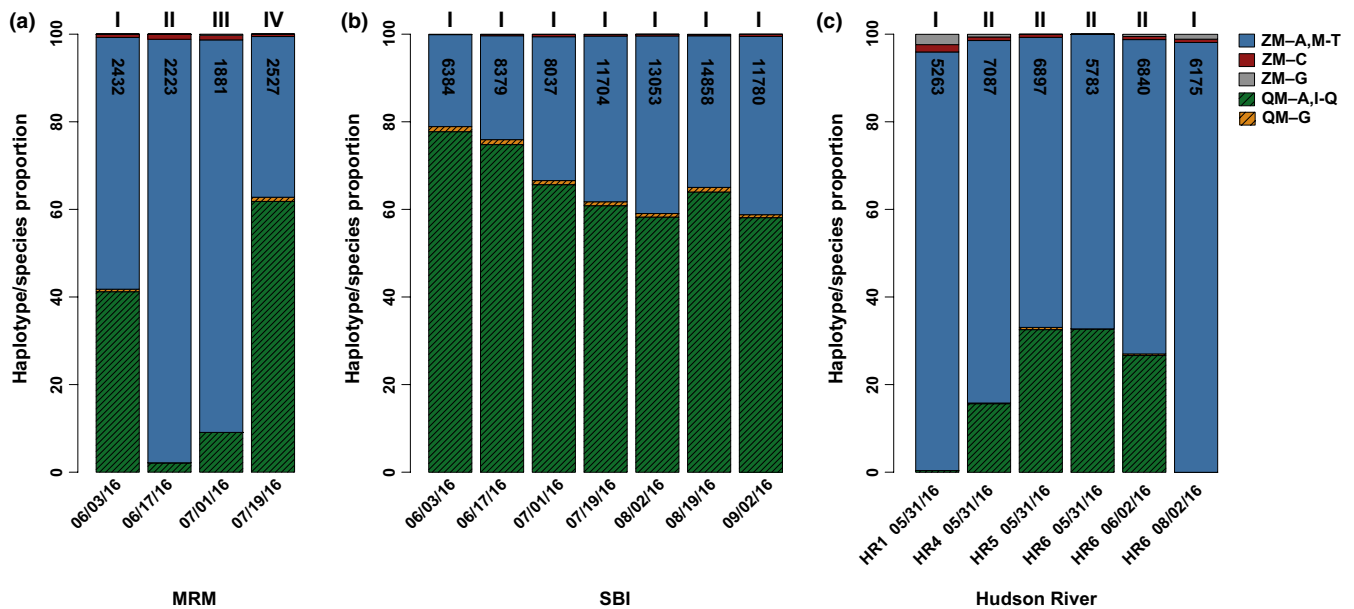 (a)
I II III IV
Haplotype/species proportion
100
80
60
40
20
0
2432 2223 1881 2527
06/03/16 06/17/16 07/01/16 07/19/16
MRM
(b)
I I I I I I I
Haplotype/species proportion
100
80
60
40
20
0
6384 8379 8037 11704 13053 14858 11780
06/03/16 06/17/16 07/01/16 07/19/16 08/02/16 08/19/16 09/02/16
SBI
(c)
I II II II II I
Haplotype/species proportion
100
80
60
40
20
0
5263 7087 6897 5783 6840 6175
HR1 05/31/16 HR4 05/31/16 HR5 05/31/16 HR6 05/31/16 HR6 06/02/16 HR6 08/02/16
Hudson River
ZM–A,M-T
ZM–C
ZM–G
QM–A,I-Q
QM–G